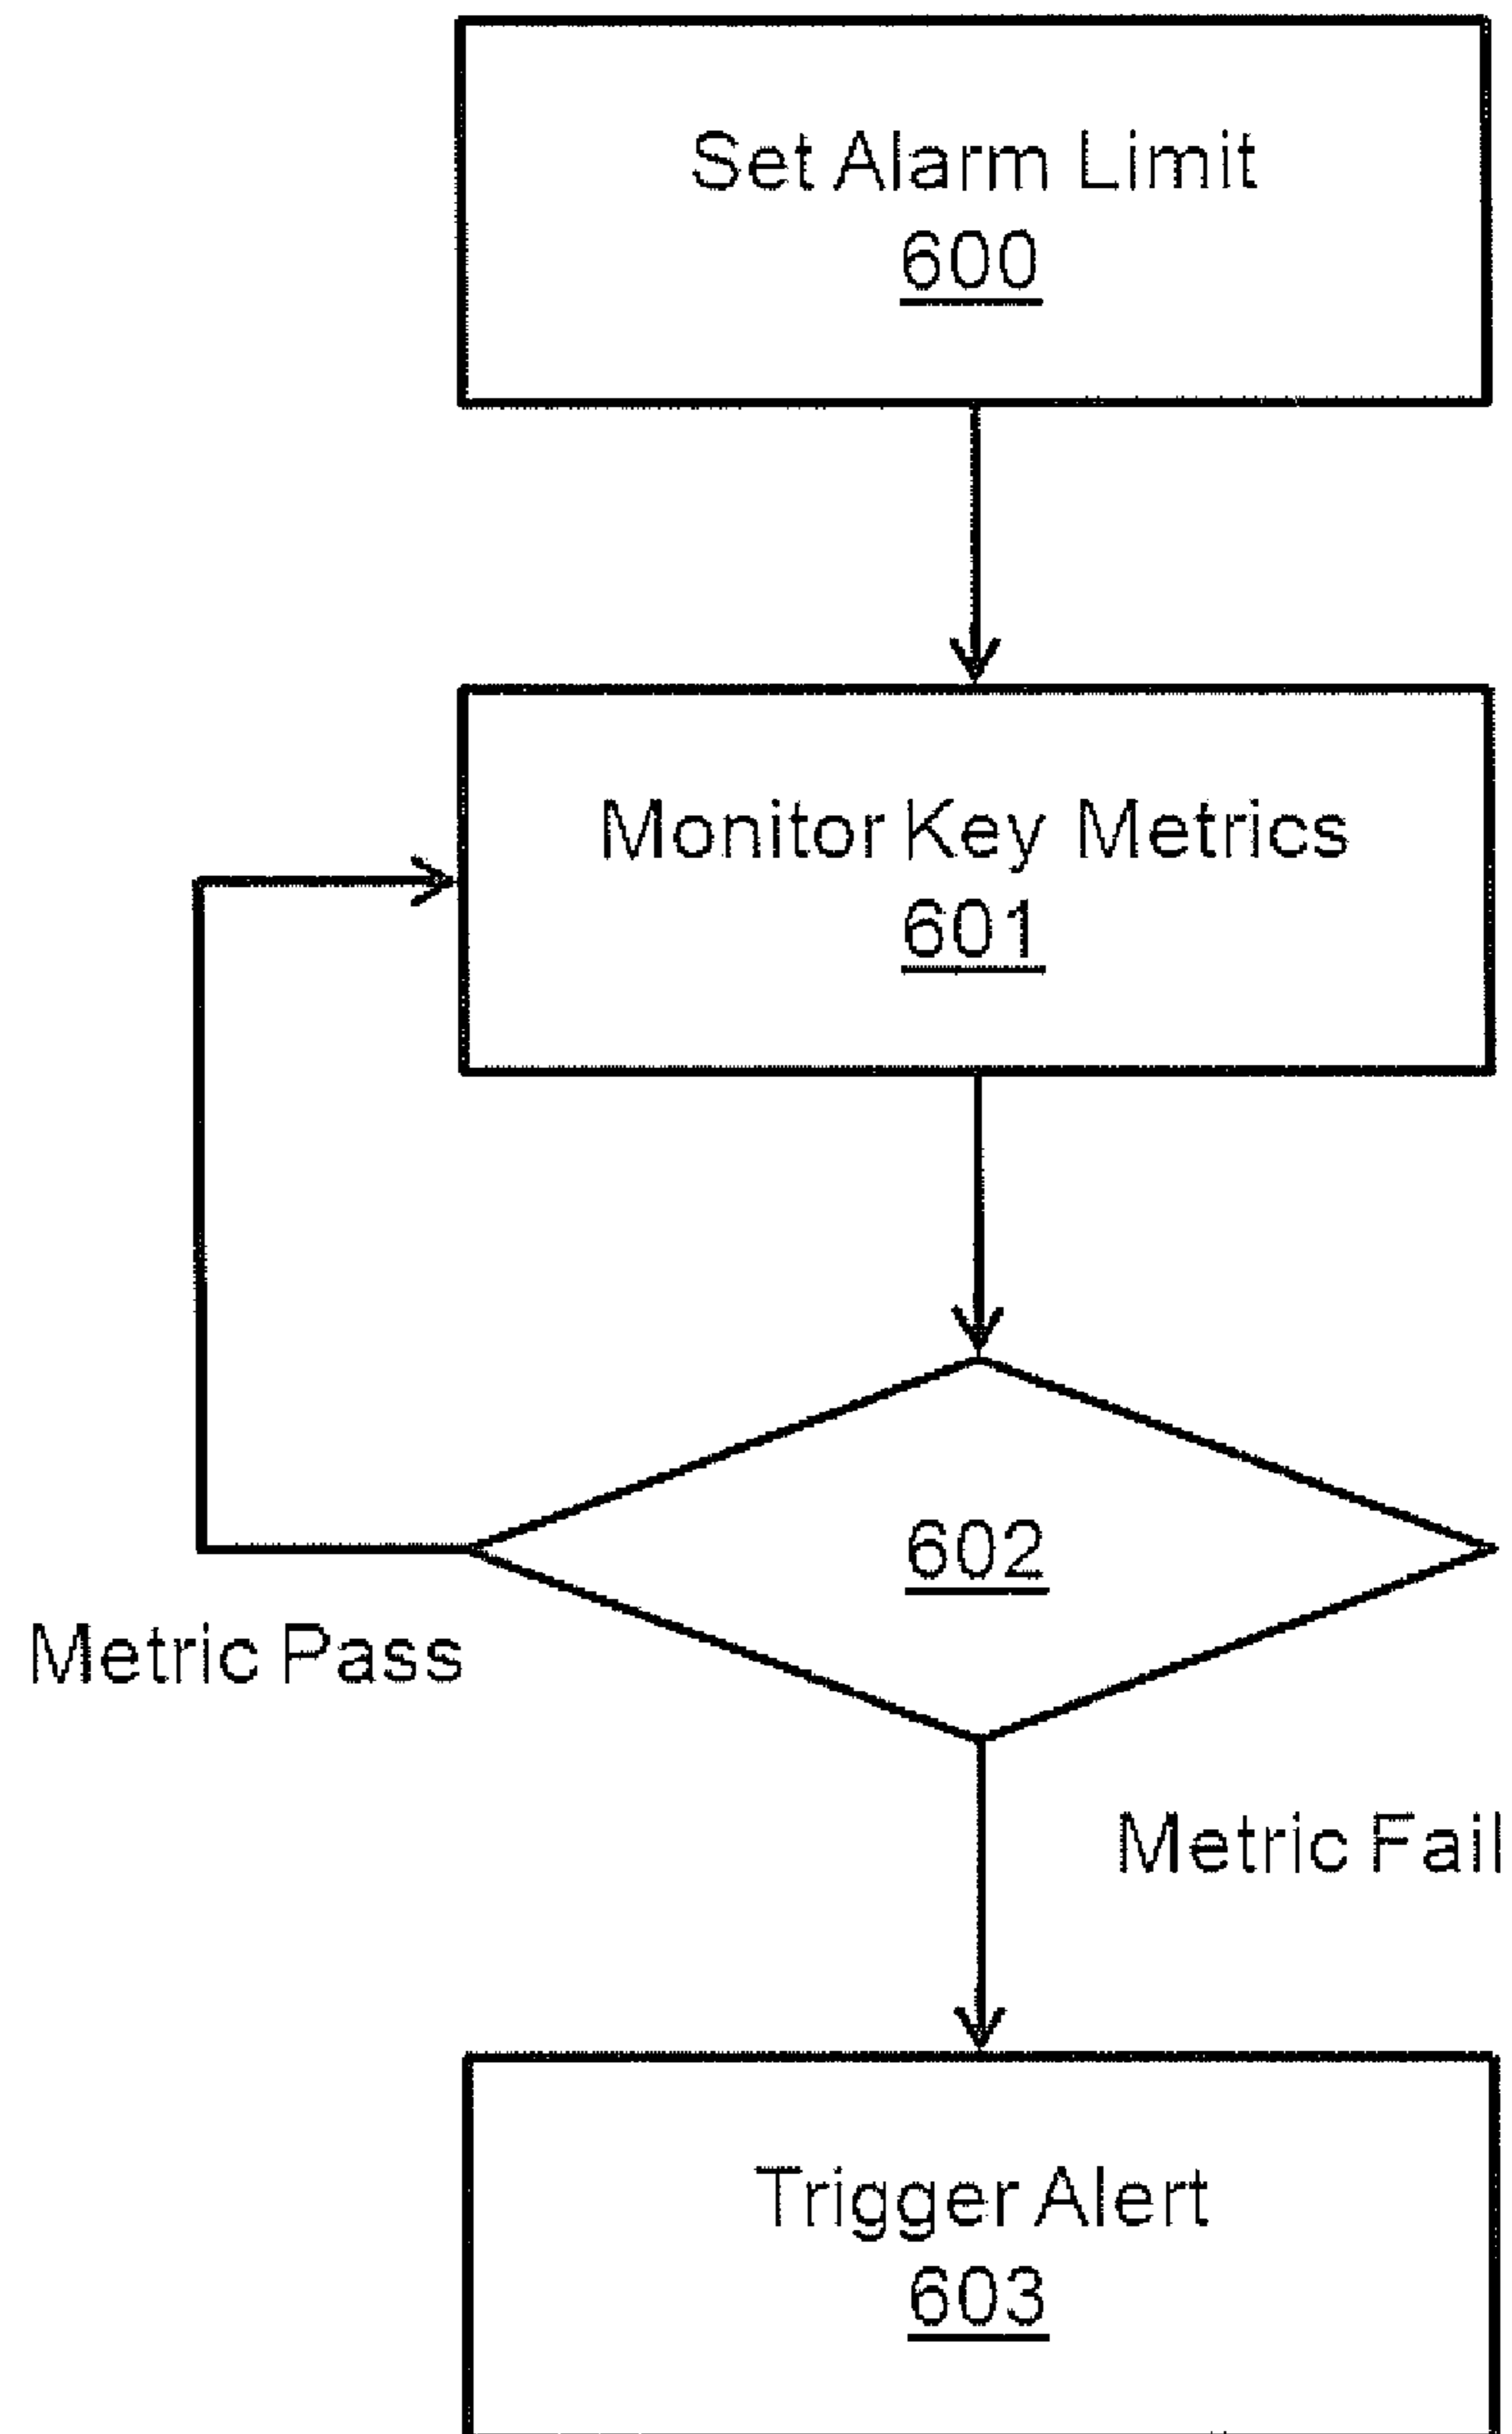 Set Alarm Limit
600
Monitor Key Metrics
601
602
Metric Pass
Metric Fail
Trigger Alert
603